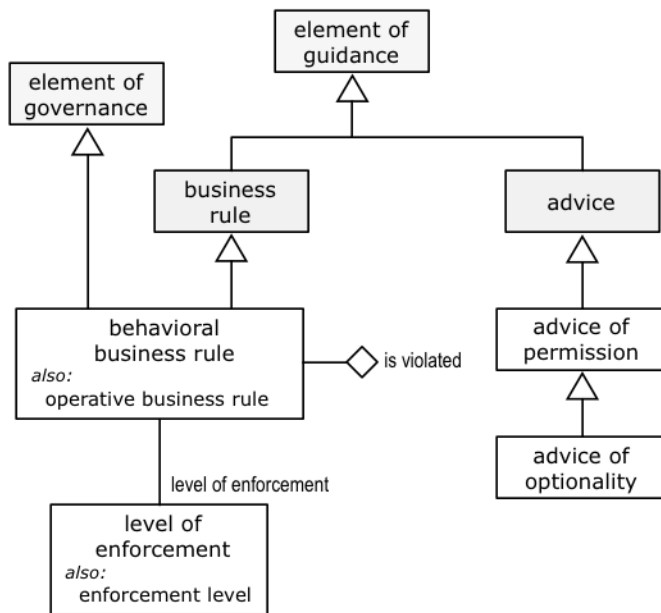 element of
guidance
element of
governance
business
rule
advice
behavioral
business rule
also:
operative business rule
is violated
advice of
permission
advice of
optionality
level of enforcement
level of
enforcement
also:
enforcement level